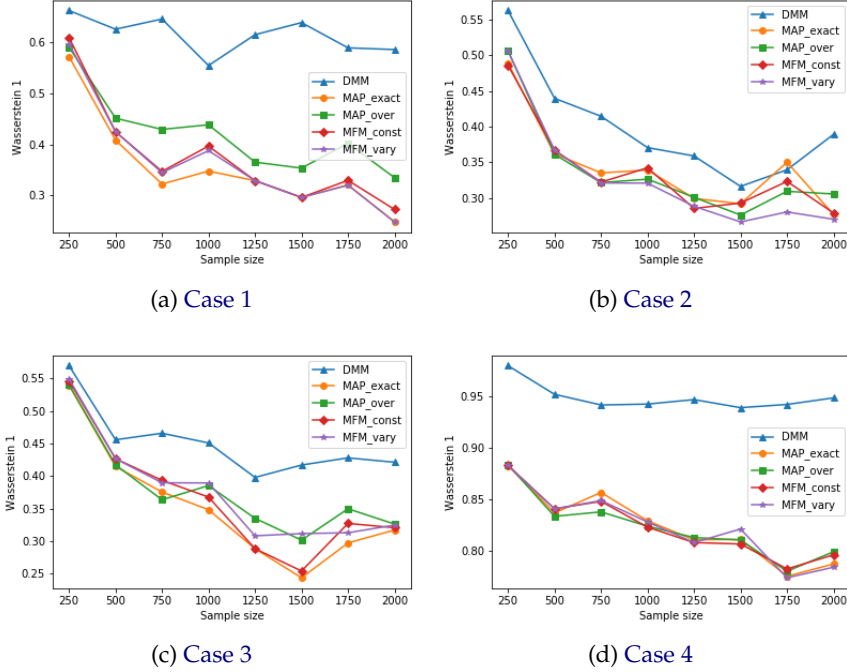 0.6
0.5
0.4
0.3
Wasserstein 1
DMM
MAP_exact
MAP_over
MFM_const
MFM_vary
250 500 750 1000 1250 1500 1750 2000
Sample size
(a) Case 1
0.55
0.50
0.45
0.40
0.35
0.30
Wasserstein 1
DMM
MAP_exact
MAP_over
MFM_const
MFM_vary
250 500 750 1000 1250 1500 1750 2000
Sample size
(b) Case 2
0.55
0.50
0.45
0.40
0.35
0.30
0.25
Wasserstein 1
DMM
MAP_exact
MAP_over
MFM_const
MFM_vary
250 500 750 1000 1250 1500 1750 2000
Sample size
(c) Case 3
0.95
0.90
0.85
0.80
Wasserstein 1
DMM
MAP_exact
MAP_over
MFM_const
MFM_vary
250 500 750 1000 1250 1500 1750 2000
Sample size
(d) Case 4